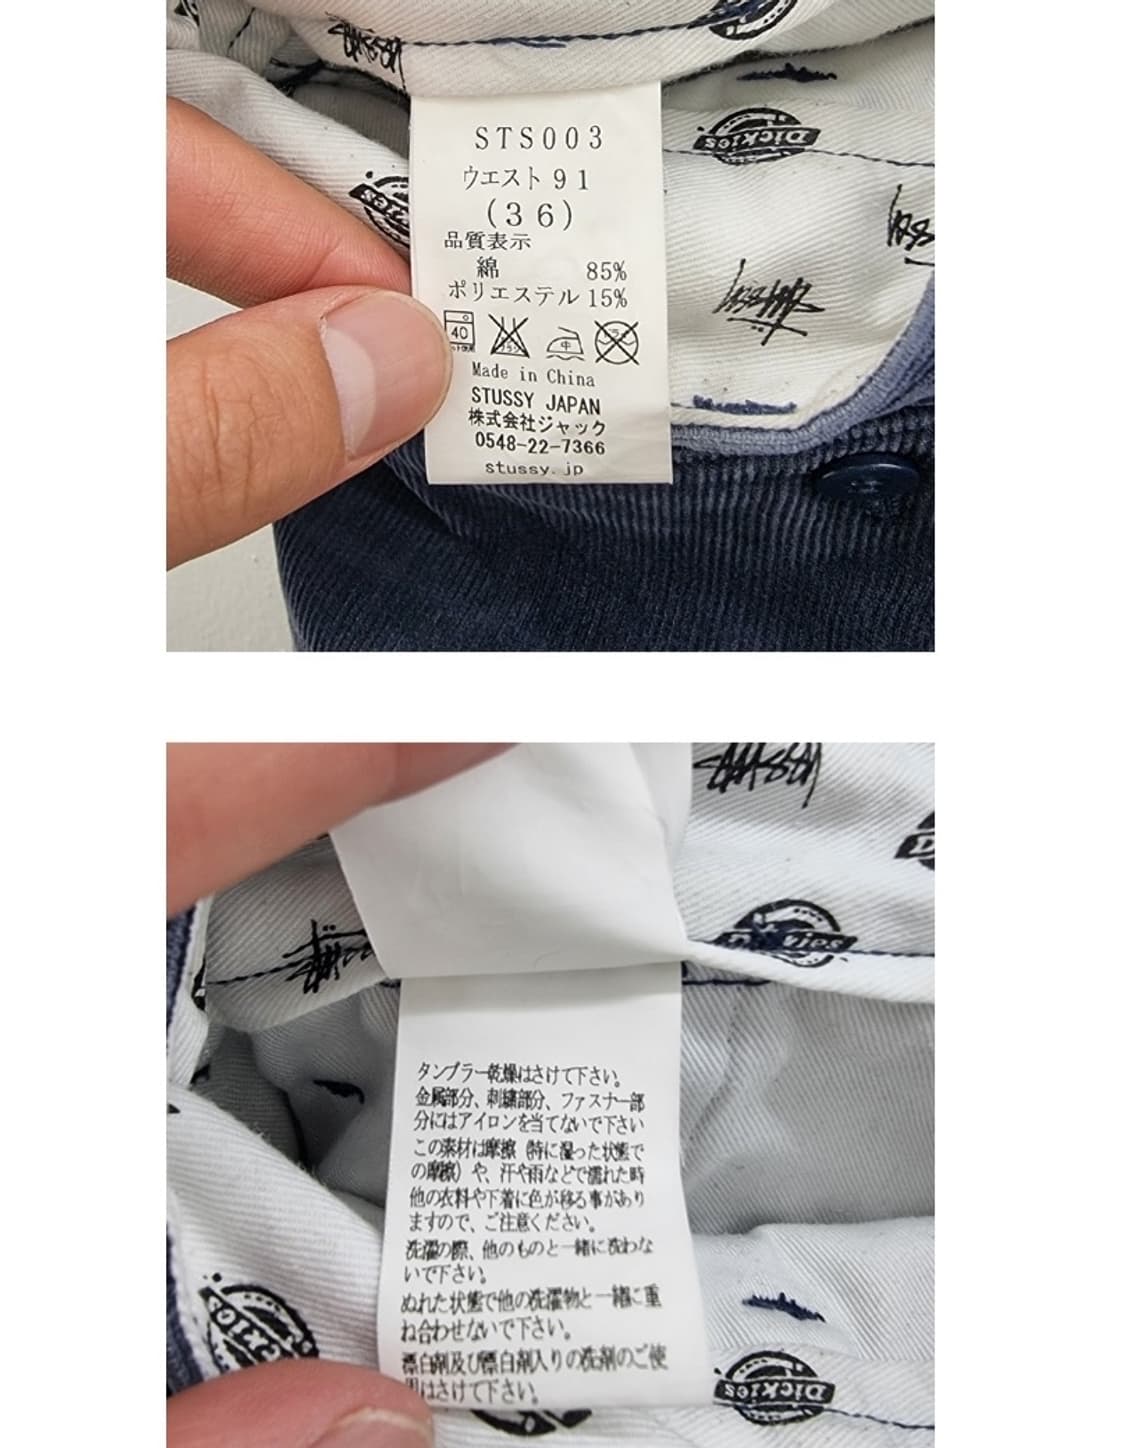 STUSSY
STS003
ウエスト 91
(36)
品質表示
綿 85%
ポリエステル 15%
40
中
Made in China
STUSSY JAPAN
株式会社ジャック
0548-22-7366
stussy.jp
Dickies
Dickies
タンブラー乾燥はさけて下さい。
金属部分、刺繍部分、ファスナー部
分にはアイロンを当てないで下さい
この素材は摩擦(特に湿った状態で
の摩擦)や、汗や雨などで濡れた時
他の衣料や下着に色が移る事があり
ますので、ご注意ください。
洗濯の際、他のものと一緒に洗わな
いで下さい。
ぬれた状態で他の洗濯物と一緒に重
ね合わせないで下さい。
漂白剤及び漂白剤入りの洗剤のご使
用はさけて下さい。
Dickies
Dickies